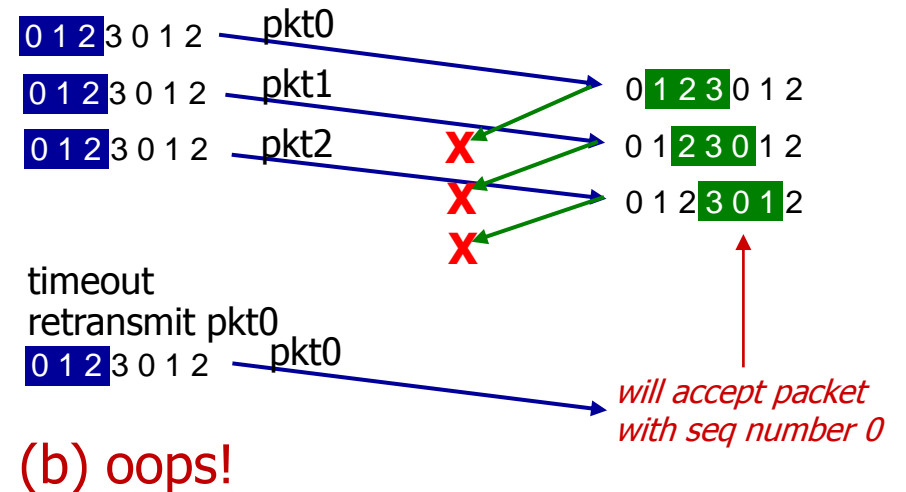 0 1 2 3 0 1 2 pkt0
0 1 2 3 0 1 2
0 1 2 3 0 1 2 pkt1
X
0 1 2 3 0 1 2
0 1 2 3 0 1 2 pkt2
X
0 1 2 3 0 1 2
X
timeout
retransmit pkt0
0 1 2 3 0 1 2 pkt0
will accept packet
with seq number 0
(b) oops!